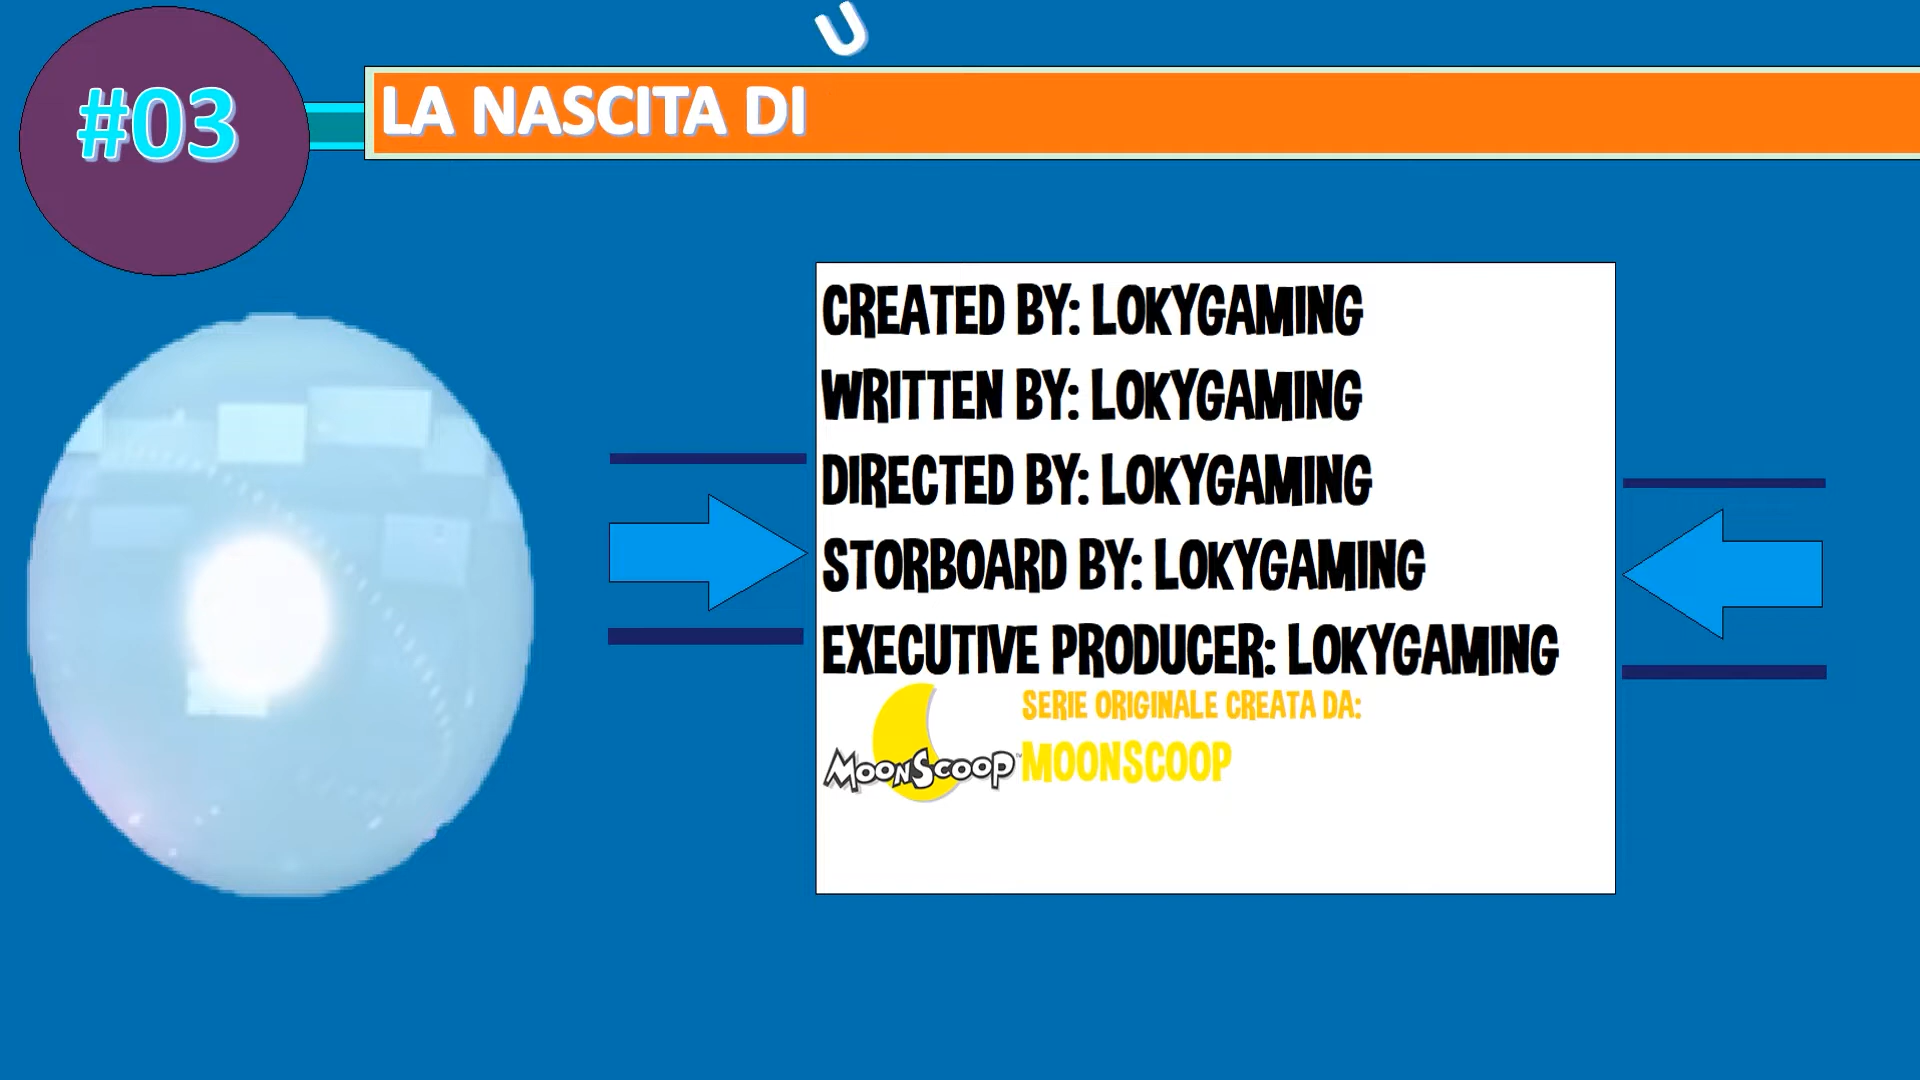 U
#03
LA NASCITA DI
CREATED BY: LOKYGAMING
WRITTEN BY: LOKYGAMING
DIRECTED BY: LOKYGAMING
STORBOARD BY: LOKYGAMING
EXECUTIVE PRODUCER: LOKYGAMING
SERIE ORIGINALE CREATA DA:
MOONSCOOP™
MOONSCOOP